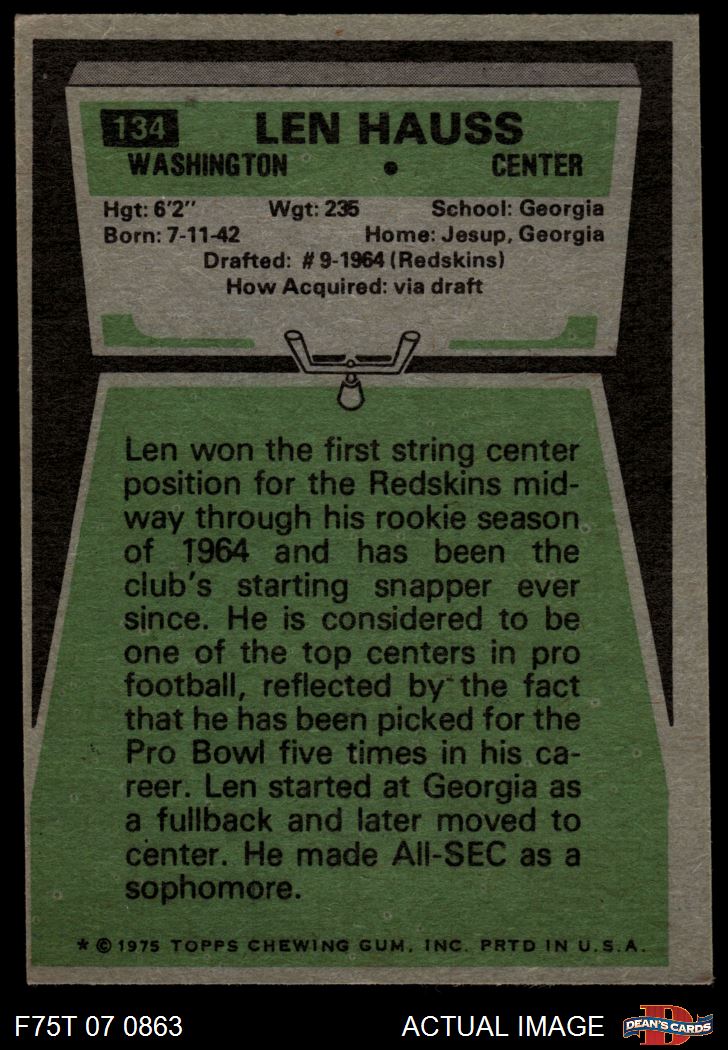 134 LEN HAUSS
WASHINGTON • CENTER
Hgt: 6'2" Wgt: 235 School: Georgia
Born: 7-11-42 Home: Jesup, Georgia
Drafted: #9-1964 (Redskins)
How Acquired: via draft
Len won the first string center
position for the Redskins mid-
way through his rookie season
of 1964 and has been the
club's starting snapper ever
since. He is considered to be
one of the top centers in pro
football, reflected by the fact
that he has been picked for the
Pro Bowl five times in his ca-
reer. Len started at Georgia as
a fullback and later moved to
center. He made All-SEC as a
sophomore.
* © 1975 TOPPS CHEWING GUM, INC. PRTD IN U.S.A.
F75T 07 0863 ACTUAL IMAGE D DEAN'S CARDS